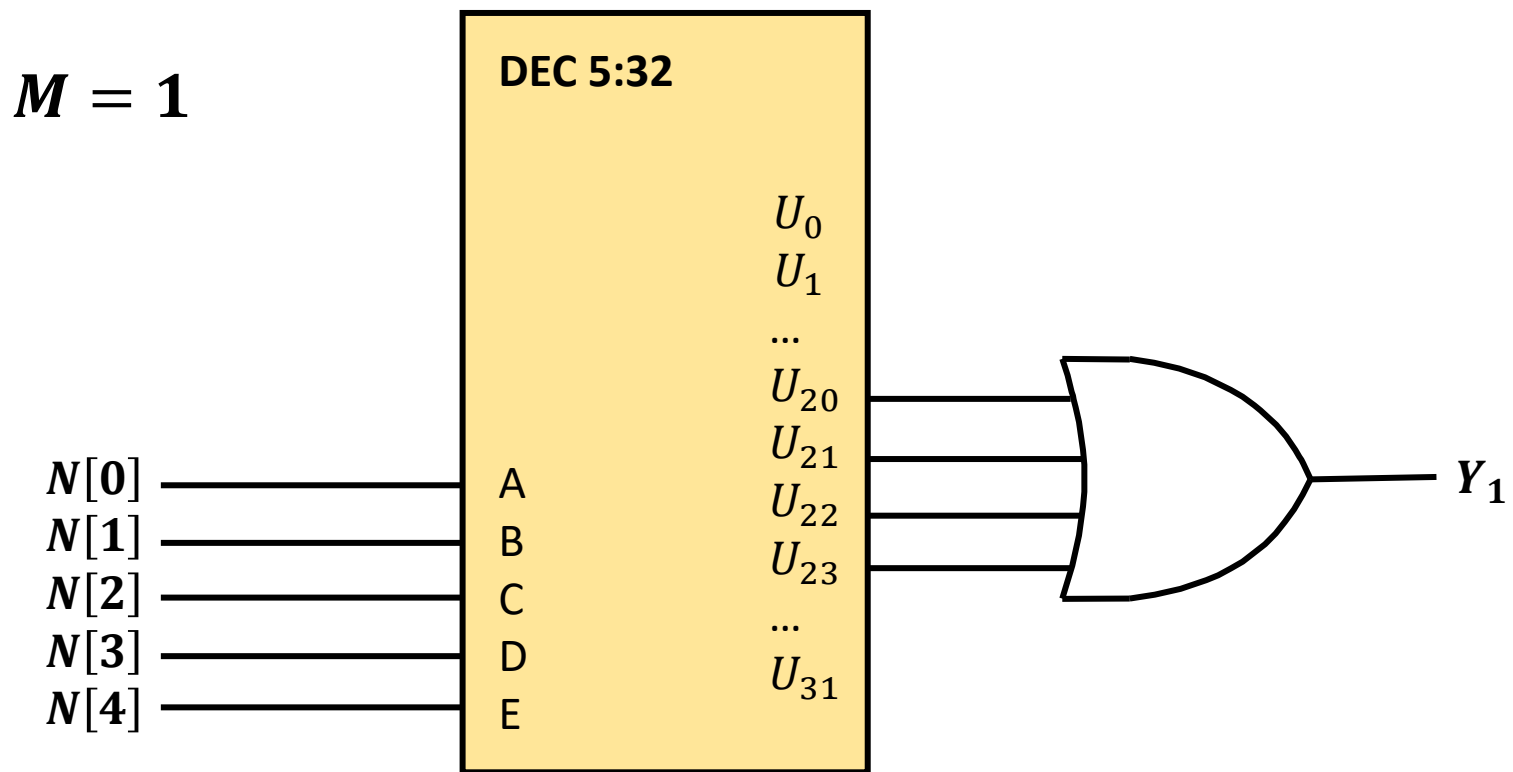 DEC 5:32
M = 1
U₀
U₁
...
U₂₀
U₂₁
U₂₂
U₂₃
...
U₃₁
N[0] A
N[1] B
N[2] C
N[3] D
N[4] E
Y₁